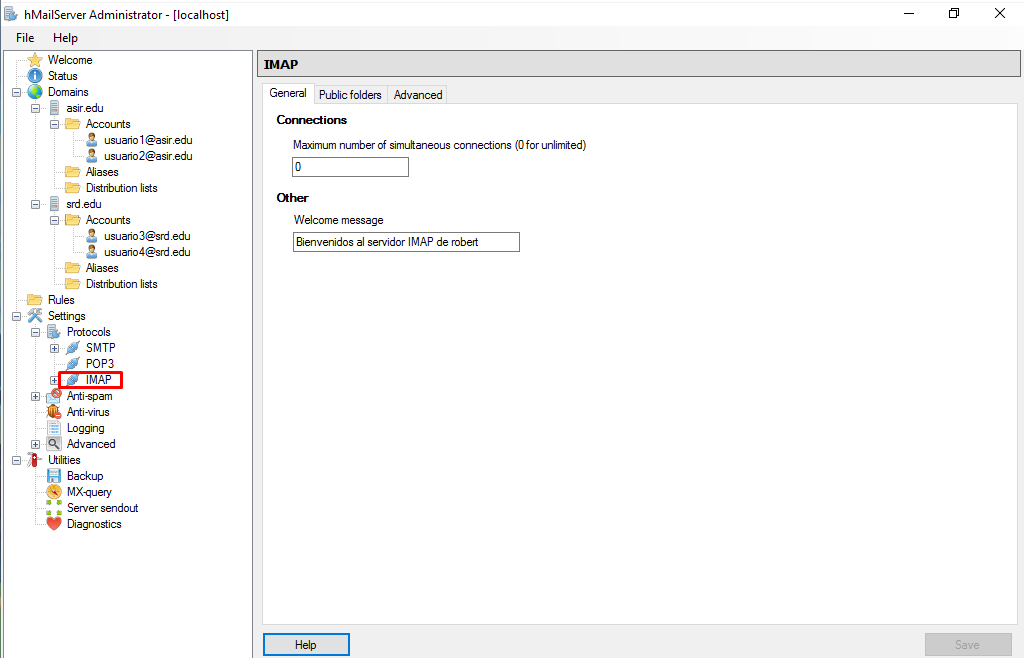 hMailServer Administrator - [localhost]
File Help
Welcome
Status
Domains
asir.edu
Accounts
usuario1@asir.edu
usuario2@asir.edu
Aliases
Distribution lists
srd.edu
Accounts
usuario3@srd.edu
usuario4@srd.edu
Aliases
Distribution lists
Rules
Settings
Protocols
SMTP
POP3
IMAP
Anti-spam
Anti-virus
Logging
Advanced
Utilities
Backup
MX-query
Server sendout
Diagnostics
IMAP
General Public folders Advanced
Connections
Maximum number of simultaneous connections (0 for unlimited)
0
Other
Welcome message
Bienvenidos al servidor IMAP de robert
Help Save